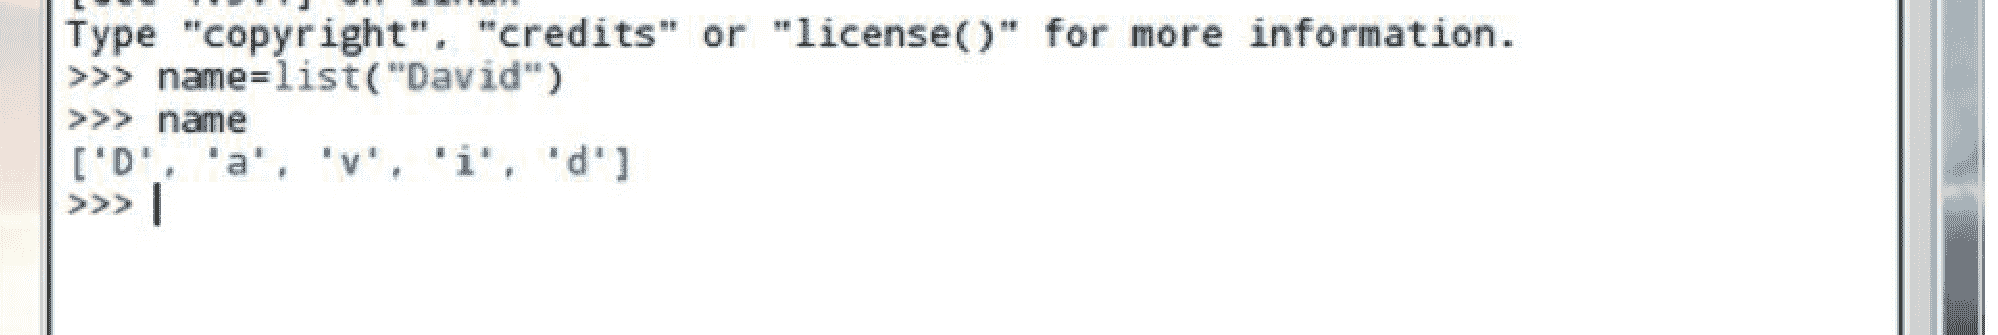 Type "copyright", "credits" or "license()" for more information.
>>> name=list("David")
>>> name
['D', 'a', 'v', 'i', 'd']
>>>